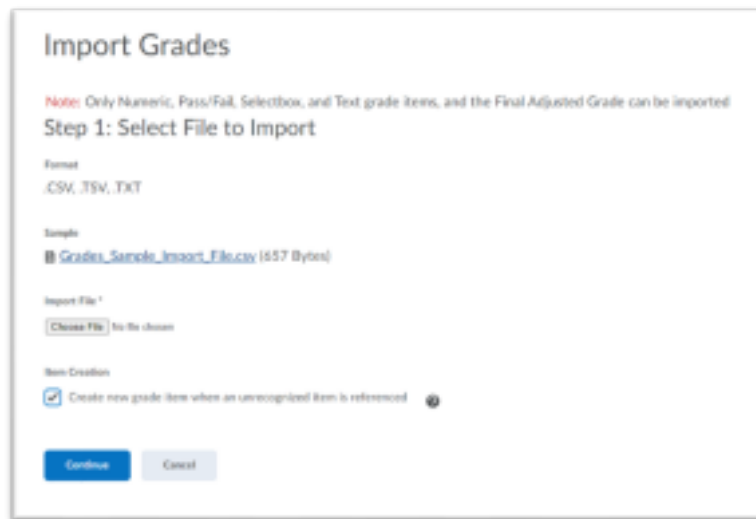 Import Grades
Note: Only Numeric, Pass/Fail, Selectbox, and Text grade items, and the Final Adjusted Grade can be imported
Step 1: Select File to Import
Format
.CSV, .TSV, .TXT
Sample
Grades_Sample_Import_File.csv (657 Bytes)
Import File *
Choose File No file chosen
Item Creation
Create new grade item when an unrecognized item is referenced
Continue Cancel